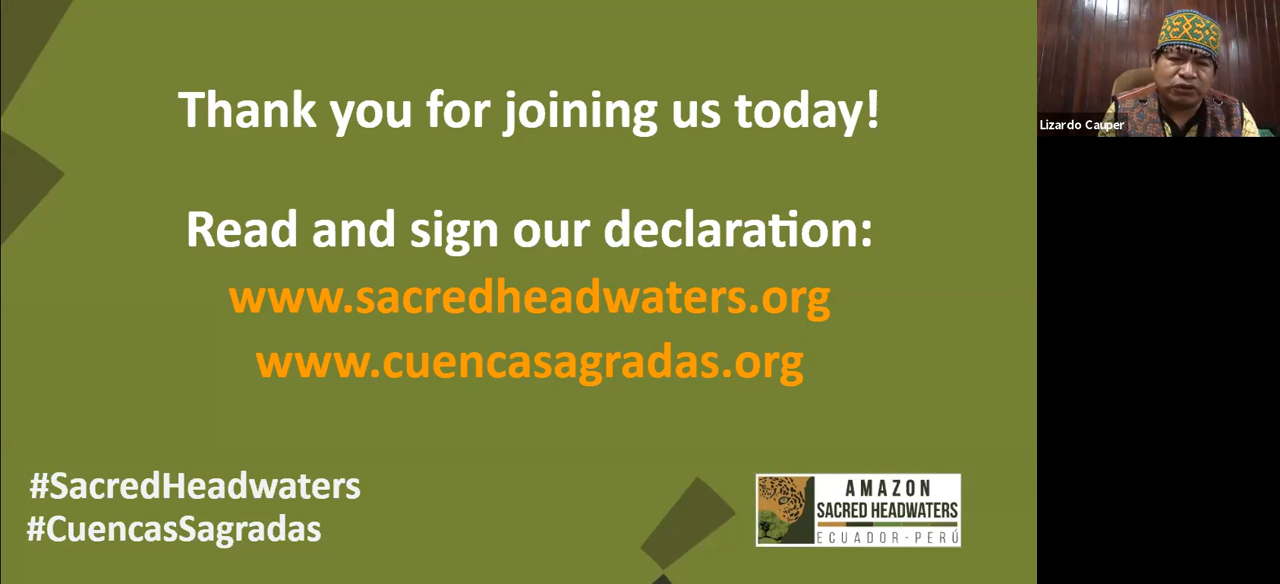 Thank you for joining us today!
Read and sign our declaration:
www.sacredheadwaters.org
www.cuencasagradas.org
#SacredHeadwaters
#CuencasSagradas
AMAZON
SACRED HEADWATERS
ECUADOR-PERÚ
Lizardo Cauper